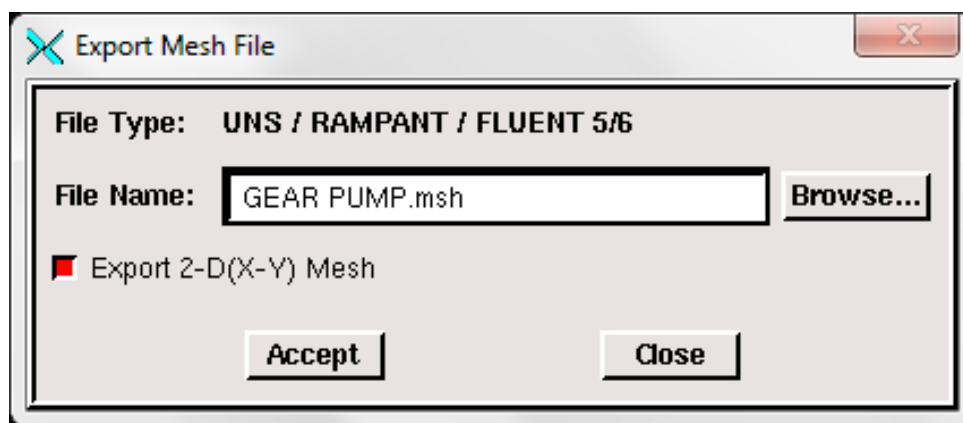 Export Mesh File
File Type: UNS / RAMPANT / FLUENT 5/6
File Name: GEAR PUMP.msh Browse...
Export 2-D(X-Y) Mesh
Accept Close